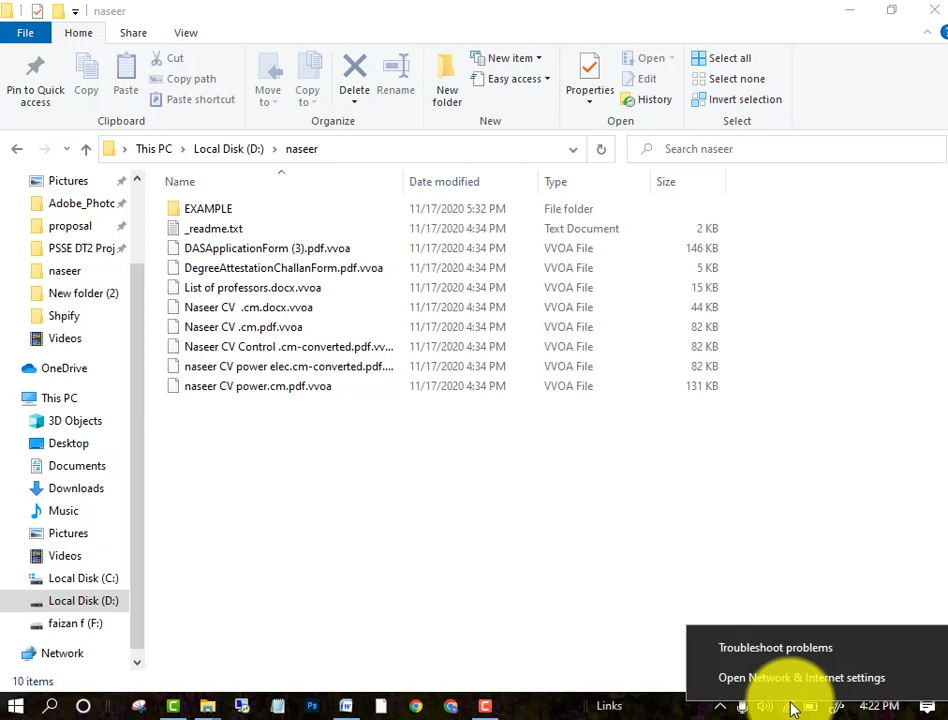 naseer
File Home Share View
Pin to Quick access
Copy
Paste
Cut
Copy path
Paste shortcut
Clipboard
Move to
Copy to
Delete
Rename
Organize
New folder
New item
Easy access
New
Properties
Open
Edit
History
Open
Select all
Select none
Invert selection
Select
This PC > Local Disk (D:) > naseer
Search naseer
Pictures
Adobe_Photo
proposal
PSSE DT2 Proj
naseer
New folder (2)
Shpify
Videos
OneDrive
This PC
3D Objects
Desktop
Documents
Downloads
Music
Pictures
Videos
Local Disk (C:)
Local Disk (D:)
faizan f (F:)
Network
Name Date modified Type Size
EXAMPLE 11/17/2020 5:32 PM File folder
_readme.txt 11/17/2020 4:34 PM Text Document 2 KB
DASApplicationForm (3).pdf.vvoa 11/17/2020 4:34 PM VVOA File 146 KB
DegreeAttestationChallanForm.pdf.vvoa 11/17/2020 4:34 PM VVOA File 5 KB
List of professors.docx.vvoa 11/17/2020 4:34 PM VVOA File 15 KB
Naseer CV .cm.docx.vvoa 11/17/2020 4:34 PM VVOA File 44 KB
Naseer CV .cm.pdf.vvoa 11/17/2020 4:34 PM VVOA File 82 KB
Naseer CV Control .cm-converted.pdf.vv... 11/17/2020 4:34 PM VVOA File 82 KB
naseer CV power elec.cm-converted.pdf.... 11/17/2020 4:34 PM VVOA File 82 KB
naseer CV power.cm.pdf.vvoa 11/17/2020 4:34 PM VVOA File 131 KB
Troubleshoot problems
Open Network & Internet settings
10 items
Links
4:22 PM